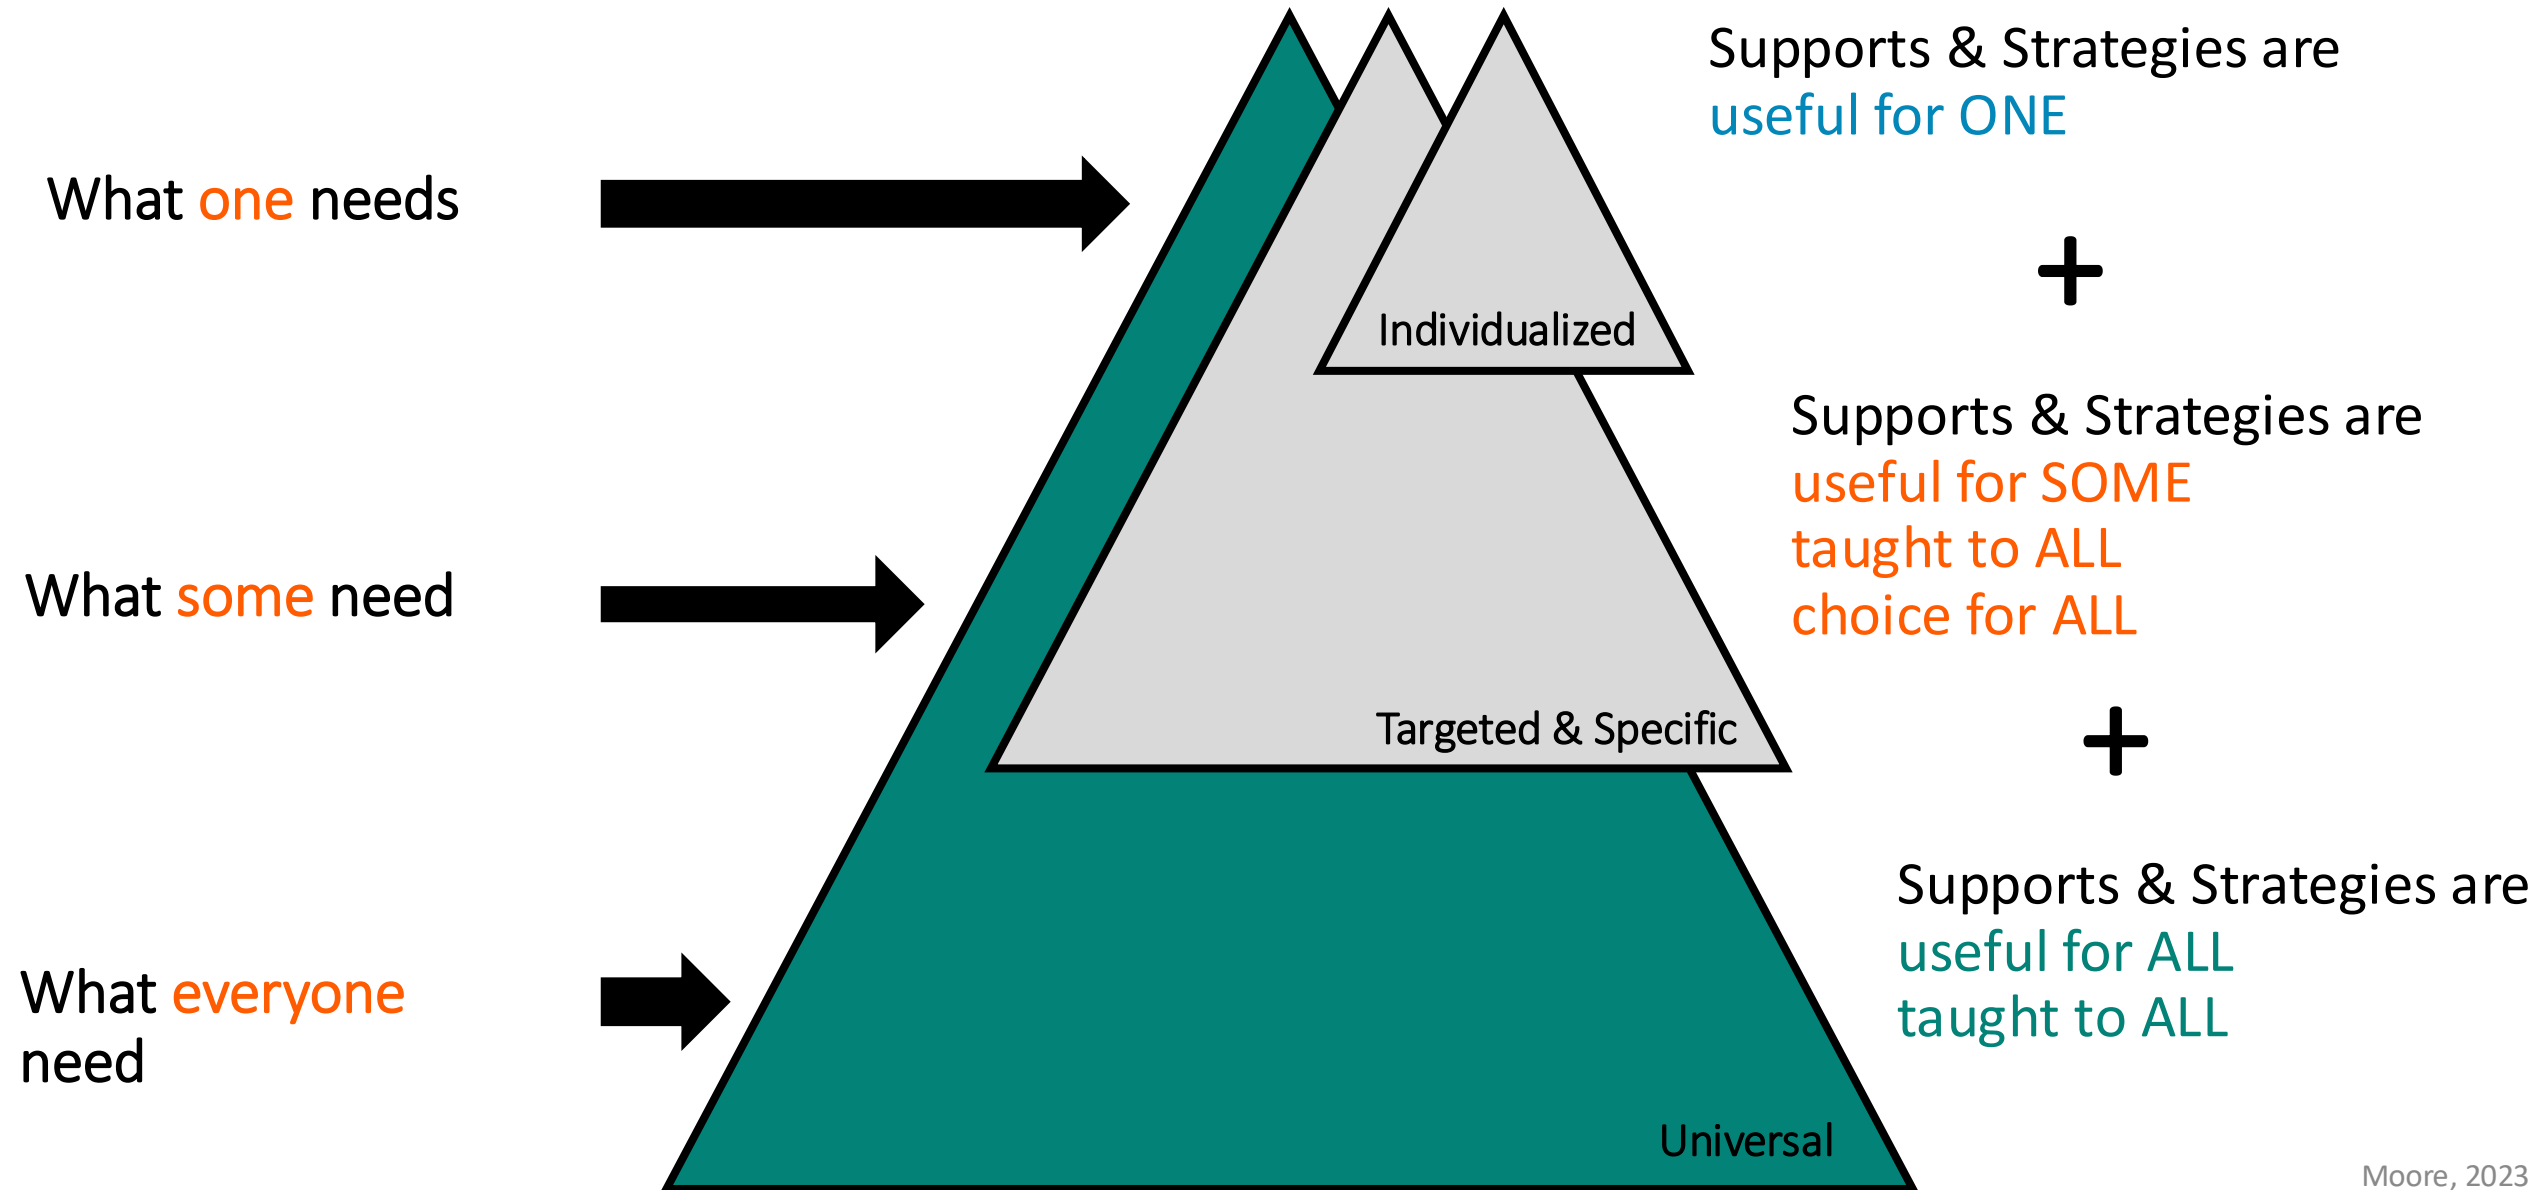 Supports & Strategies are
useful for ONE
What one needs
+
Individualized
Supports & Strategies are
useful for SOME
taught to ALL
choice for ALL
What some need
Targeted & Specific
+
Supports & Strategies are
useful for ALL
taught to ALL
What everyone
need
Universal
Moore, 2023